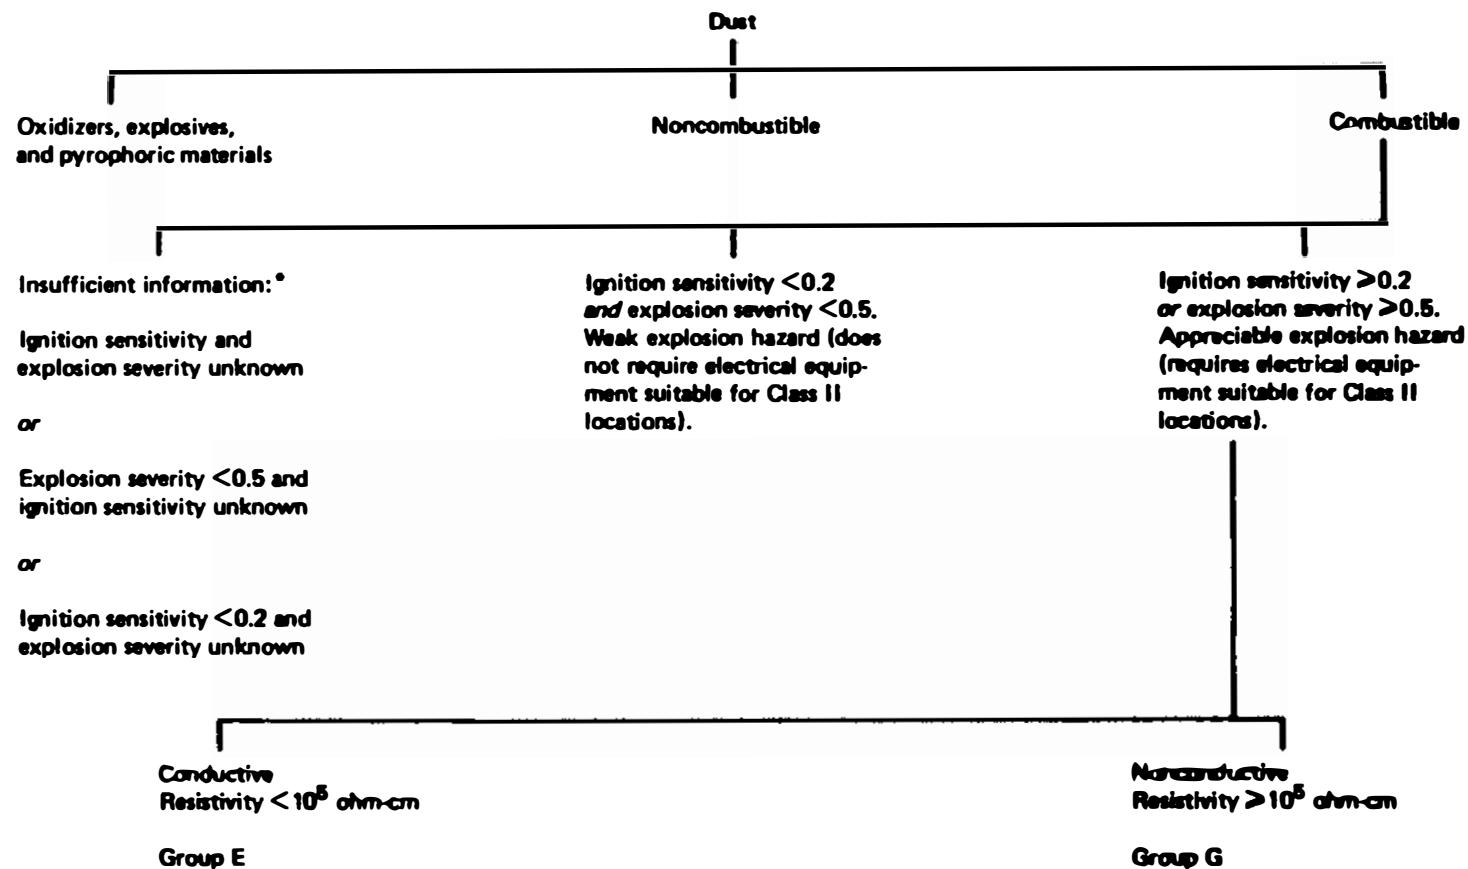 Dust
Oxidizers, explosives,
and pyrophoric materials
Noncombustible
Combustible
Insufficient information:*
Ignition sensitivity and
explosion severity unknown
or
Explosion severity <0.5 and
ignition sensitivity unknown
or
Ignition sensitivity <0.2 and
explosion severity unknown
Ignition sensitivity <0.2
and explosion severity <0.5.
Weak explosion hazard (does
not require electrical equip-
ment suitable for Class II
locations).
Ignition sensitivity ≥0.2
or explosion severity ≥0.5.
Appreciable explosion hazard
(requires electrical equip-
ment suitable for Class II
locations).
Conductive
Resistivity <10⁵ ohm-cm
Group E
Nonconductive
Resistivity ≥10⁵ ohm-cm
Group G